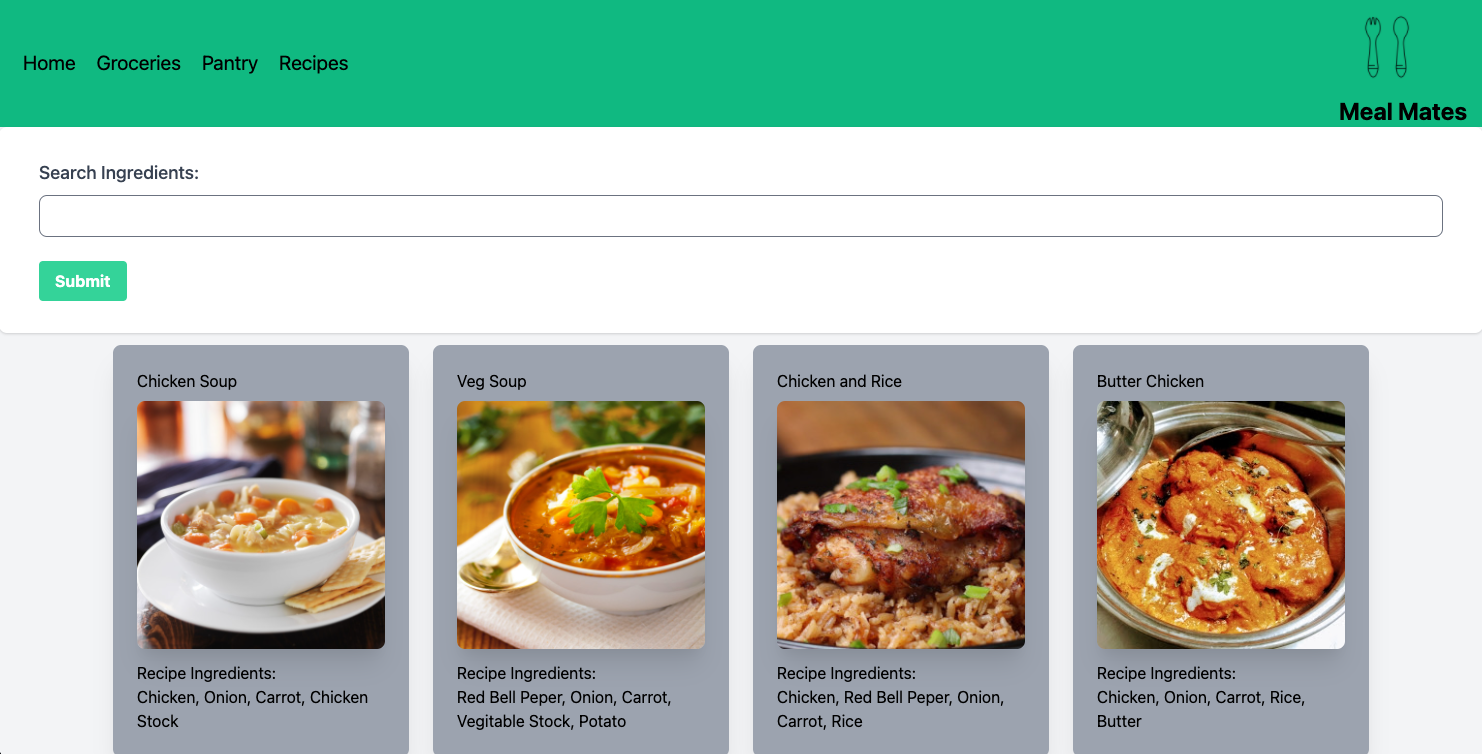 Home Groceries Pantry Recipes
Meal Mates
Search Ingredients:
Submit
Chicken Soup
Recipe Ingredients:
Chicken, Onion, Carrot, Chicken
Stock
Veg Soup
Recipe Ingredients:
Red Bell Peper, Onion, Carrot,
Vegitable Stock, Potato
Chicken and Rice
Recipe Ingredients:
Chicken, Red Bell Peper, Onion,
Carrot, Rice
Butter Chicken
Recipe Ingredients:
Chicken, Onion, Carrot, Rice,
Butter